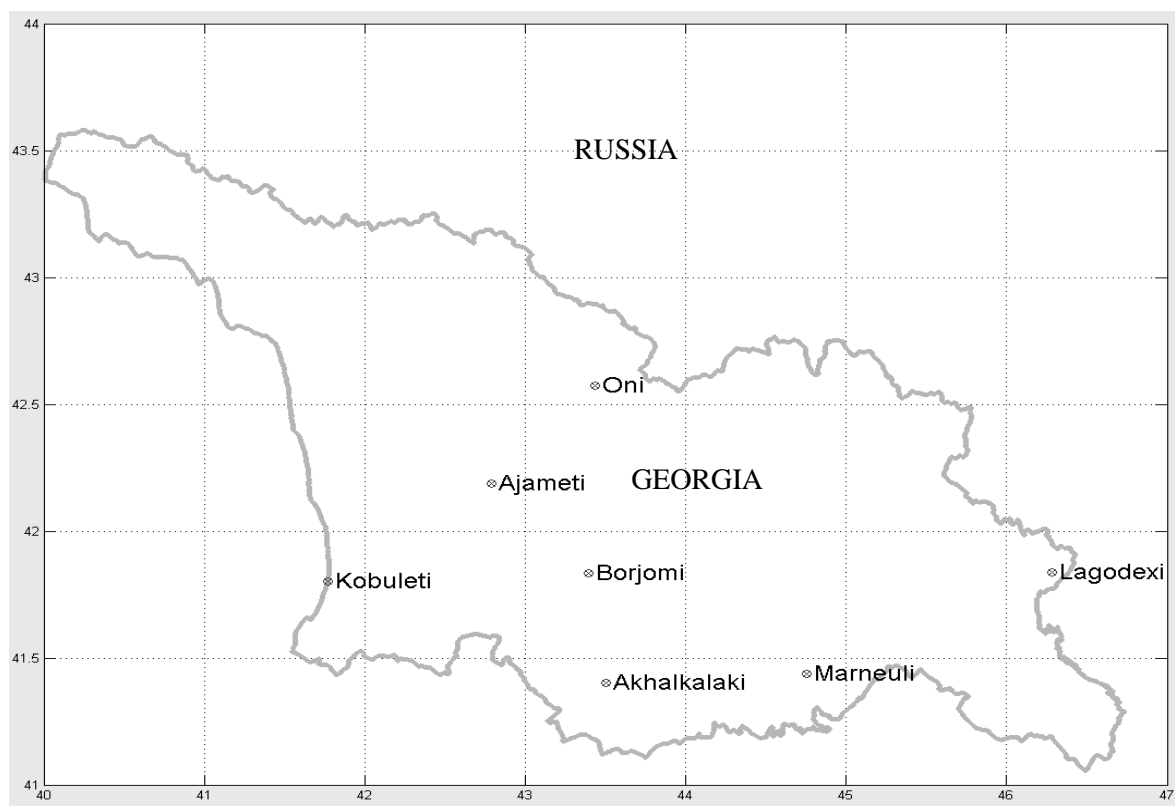 44
43.5
RUSSIA
43
Oni
42.5
Ajameti
GEORGIA
42
Borjomi
Lagodexi
Kobuleti
41.5
Marneuli
Akhalkalaki
41
40 41 42 43 44 45 46 47